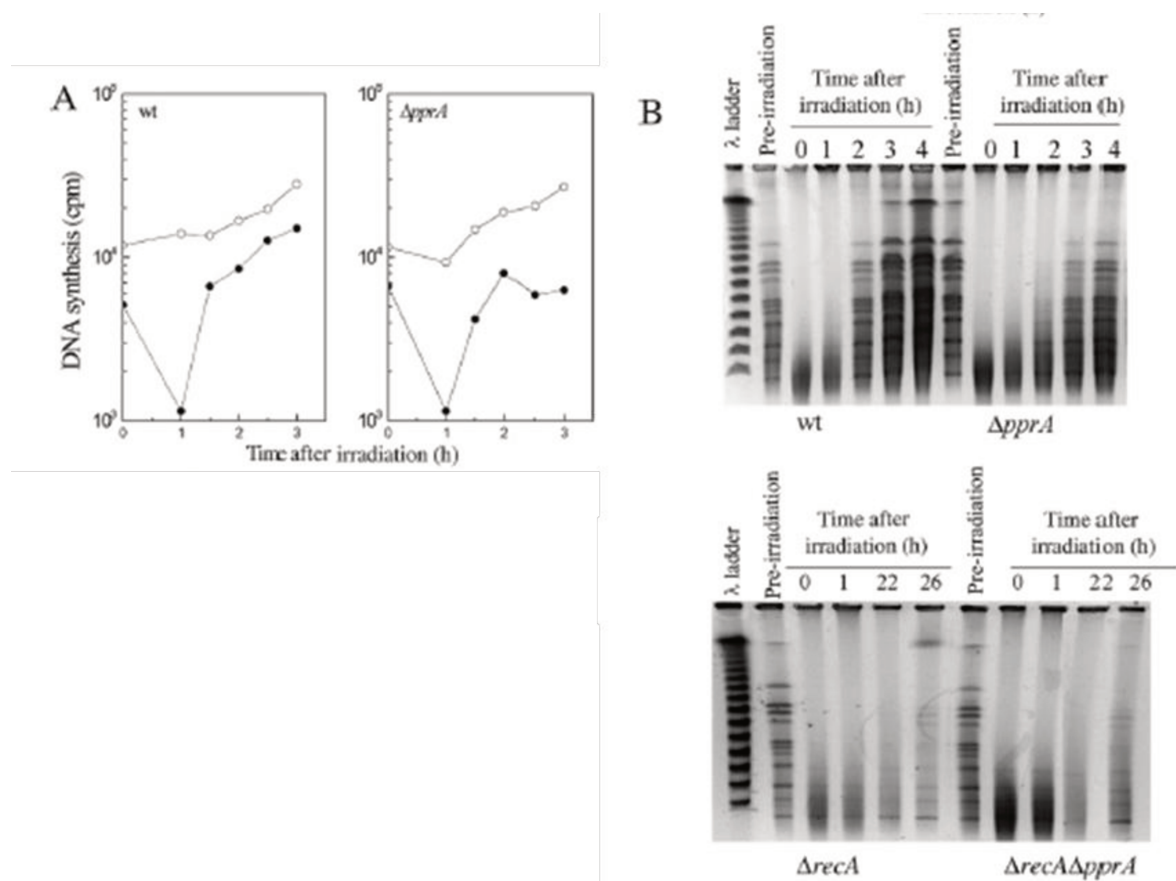 A
wt
ΔpprA
10⁵
10⁴
10³
10⁵
10⁴
10³
DNA synthesis (cpm)
0 1 2 3
0 1 2 3
Time after irradiation (h)
B
λ ladder
Pre-irradiation
Time after
irradiation (h)
0 1 2 3 4
Pre-irradiation
Time after
irradiation (h)
0 1 2 3 4
wt
ΔpprA
λ ladder
Pre-irradiation
Time after
irradiation (h)
0 1 22 26
Pre-irradiation
Time after
irradiation (h)
0 1 22 26
ΔrecA
ΔrecAΔpprA